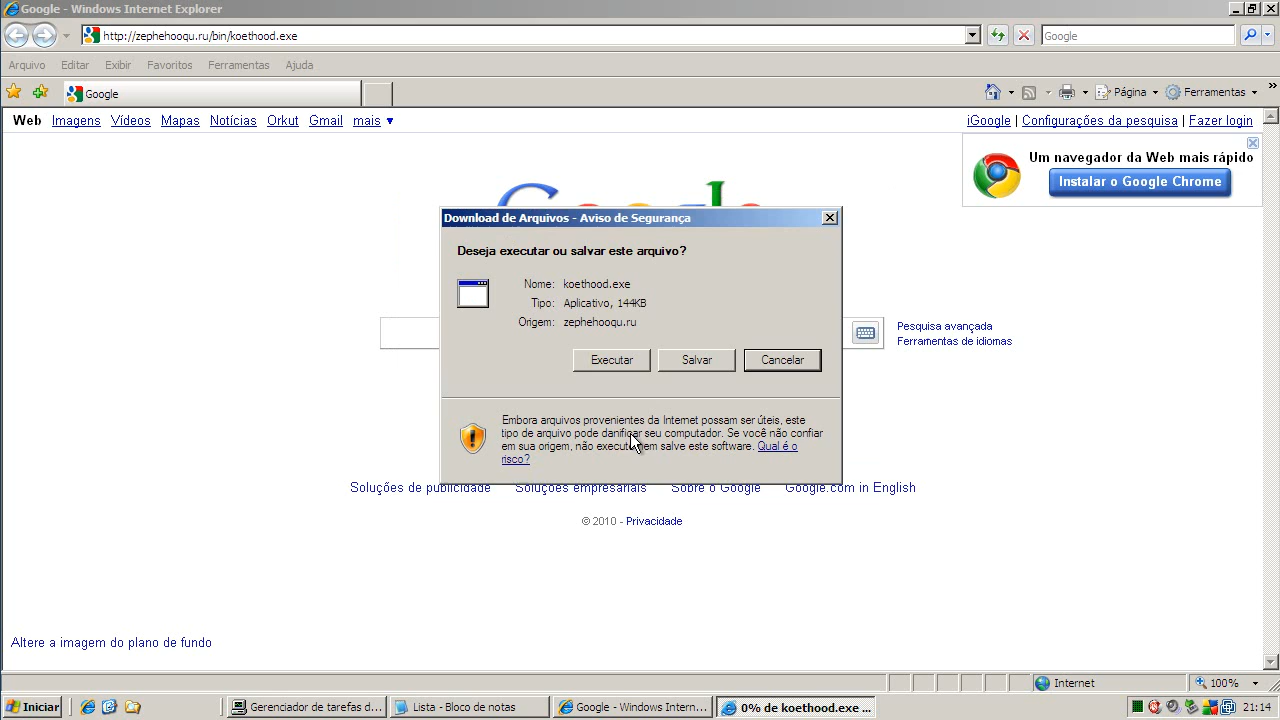 Google - Windows Internet Explorer
http://zephehooqu.ru/bin/koethood.exe
Google
Arquivo Editar Exibir Favoritos Ferramentas Ajuda
Google
Página
Ferramentas
Web Imagens Vídeos Mapas Notícias Orkut Gmail mais ▼
iGoogle | Configurações da pesquisa | Fazer login
Um navegador da Web mais rápido
Instalar o Google Chrome
Download de Arquivos - Aviso de Segurança
Deseja executar ou salvar este arquivo?
Nome: koethood.exe
Tipo: Aplicativo, 144KB
Origem: zephehooqu.ru
Executar Salvar Cancelar
Embora arquivos provenientes da Internet possam ser úteis, este
tipo de arquivo pode danificar seu computador. Se você não confiar
em sua origem, não execute nem salve este software. Qual é o
risco?
Pesquisa avançada
Ferramentas de idiomas
Soluções de publicidade Soluções empresariais Sobre o Google Google.com in English
© 2010 - Privacidade
Altere a imagem do plano de fundo
Internet
100%
Iniciar
Gerenciador de tarefas d...
Lista - Bloco de notas
Google - Windows Intern...
0% de koethood.exe ...
21:14